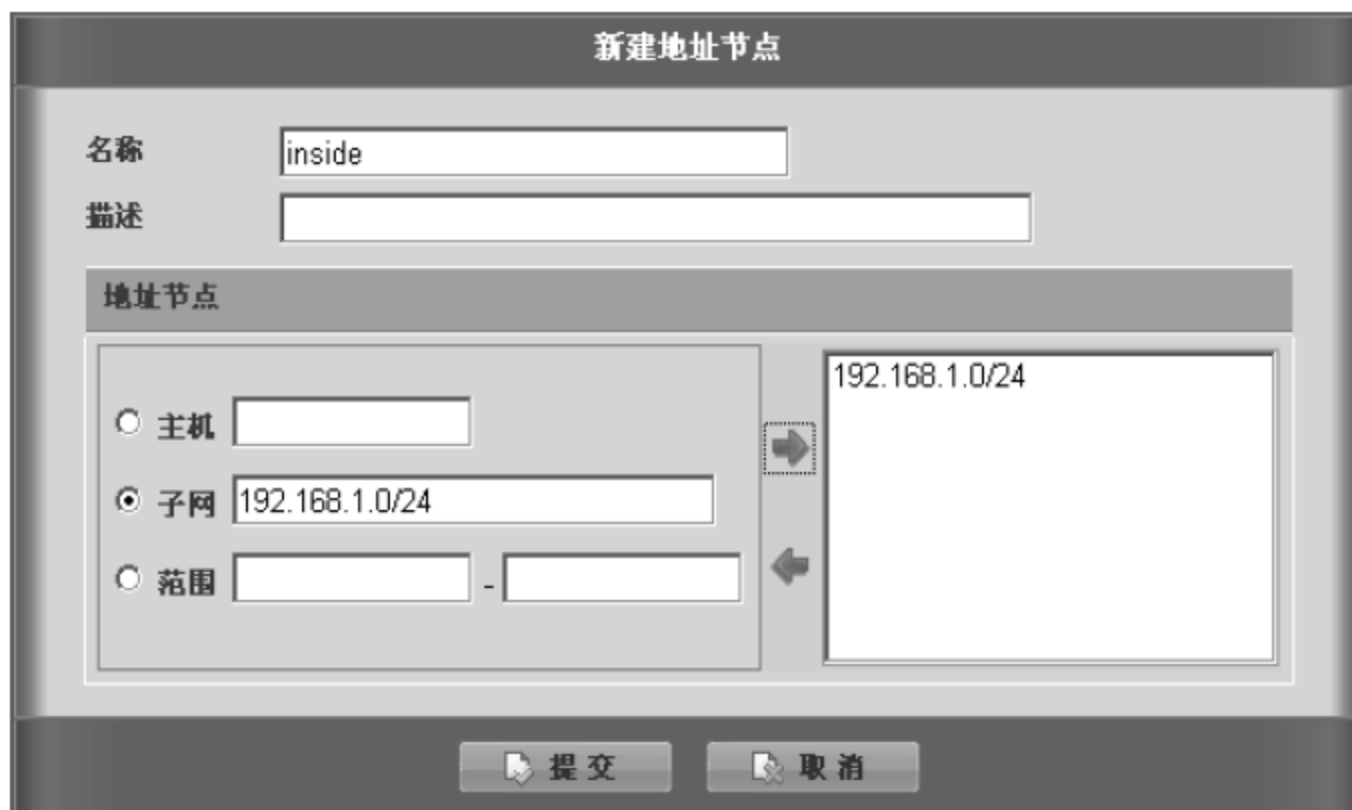 新建地址节点
名称 inside
描述
地址节点
主机
子网 192.168.1.0/24
范围 -
192.168.1.0/24
提交 取消